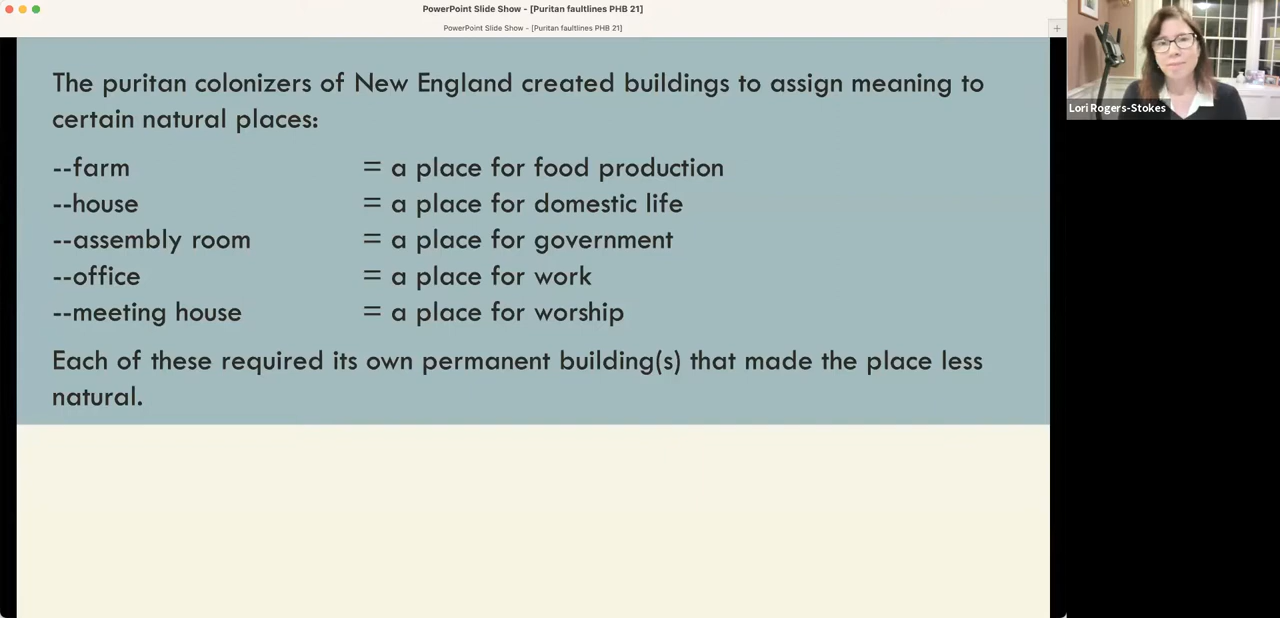 PowerPoint Slide Show - [Puritan faultlines PHB 21]
PowerPoint Slide Show - [Puritan faultlines PHB 21]
The puritan colonizers of New England created buildings to assign meaning to
certain natural places:
--farm = a place for food production
--house = a place for domestic life
--assembly room = a place for government
--office = a place for work
--meeting house = a place for worship
Each of these required its own permanent building(s) that made the place less
natural.
Lori Rogers-Stokes